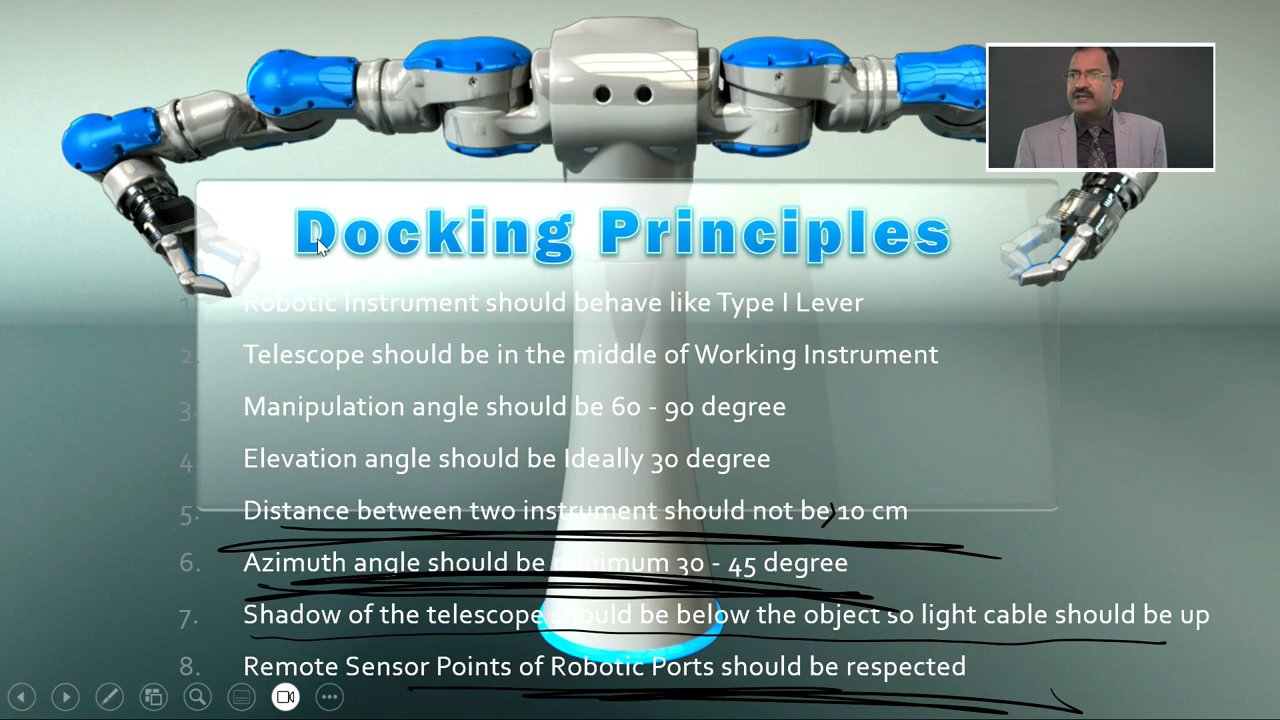 Docking Principles
1. Robotic Instrument should behave like Type I Lever
2. Telescope should be in the middle of Working Instrument
3. Manipulation angle should be 60 - 90 degree
4. Elevation angle should be Ideally 30 degree
5. Distance between two instrument should not be > 10 cm
6. Azimuth angle should be minimum 30 - 45 degree
7. Shadow of the telescope should be below the object so light cable should be up
8. Remote Sensor Points of Robotic Ports should be respected